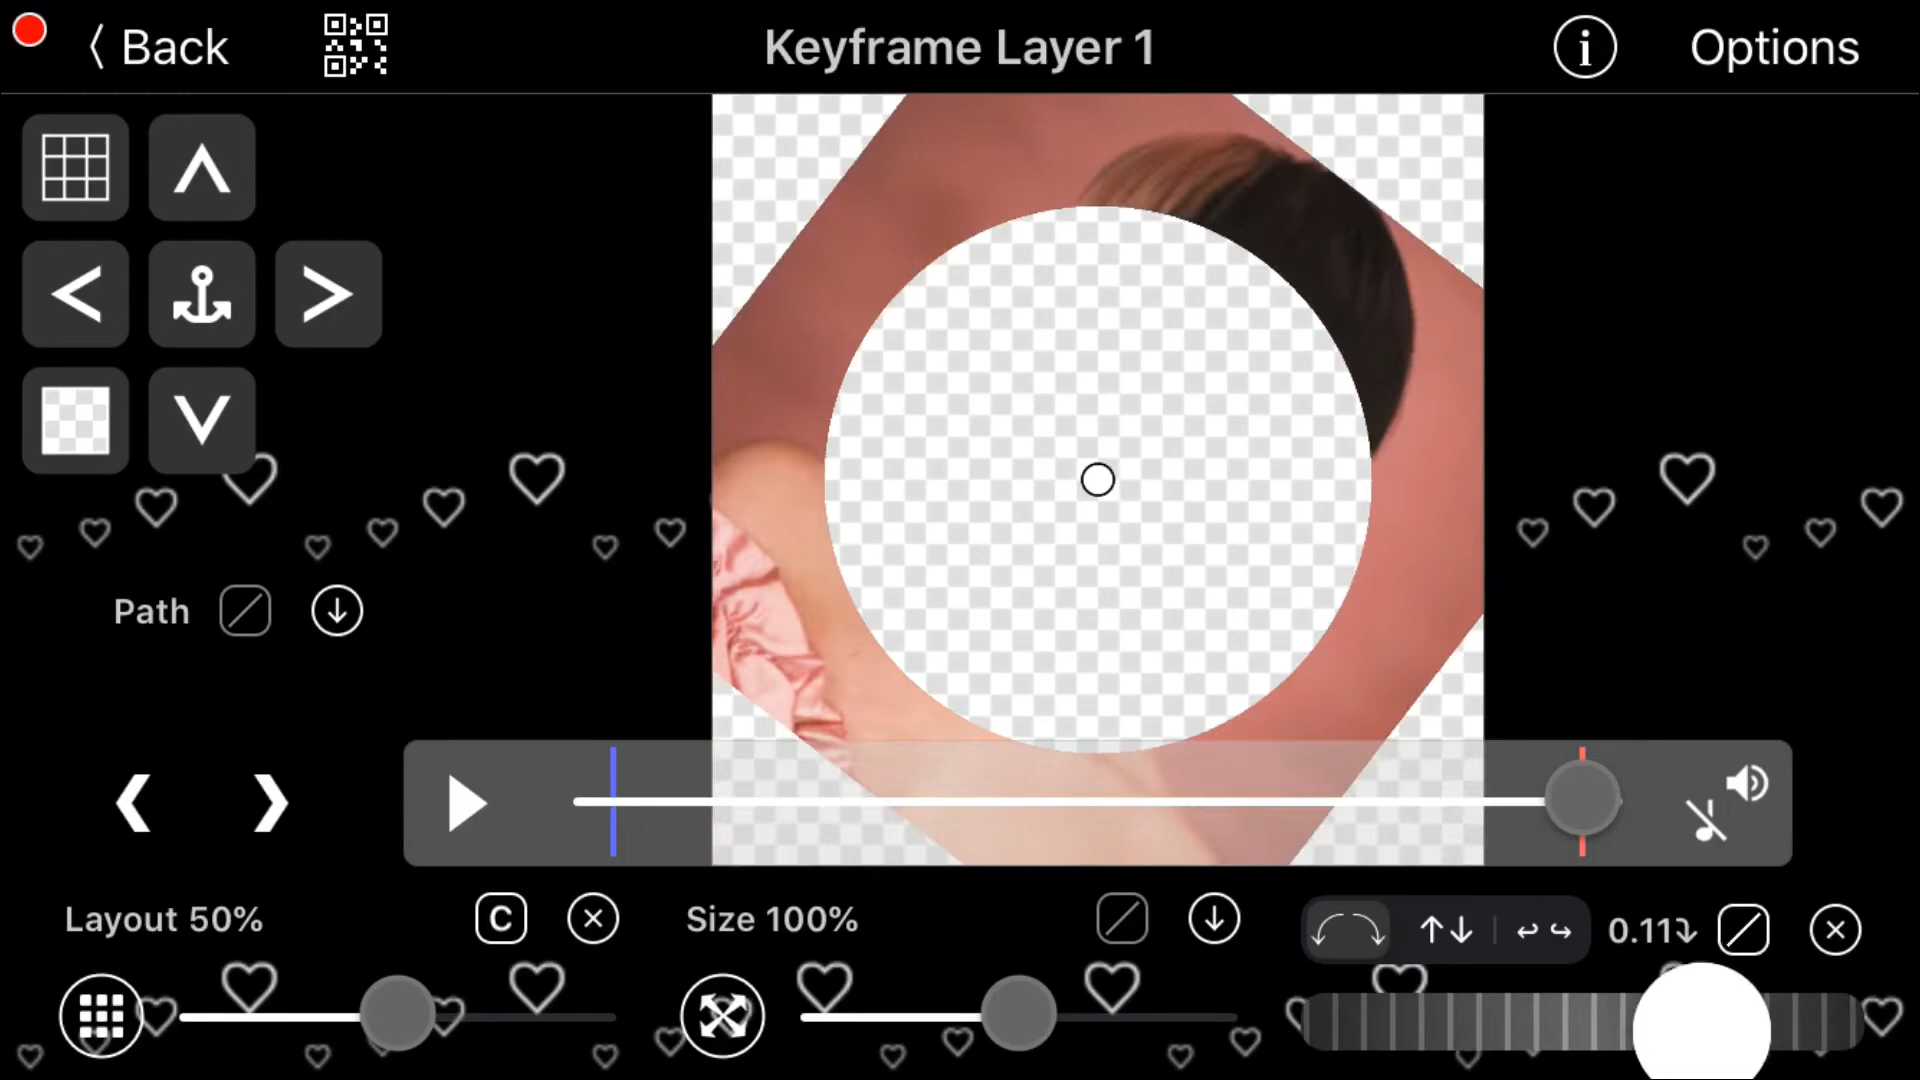 Back
Keyframe Layer 1
Options
Path
Layout 50%
C
Size 100%
0.11